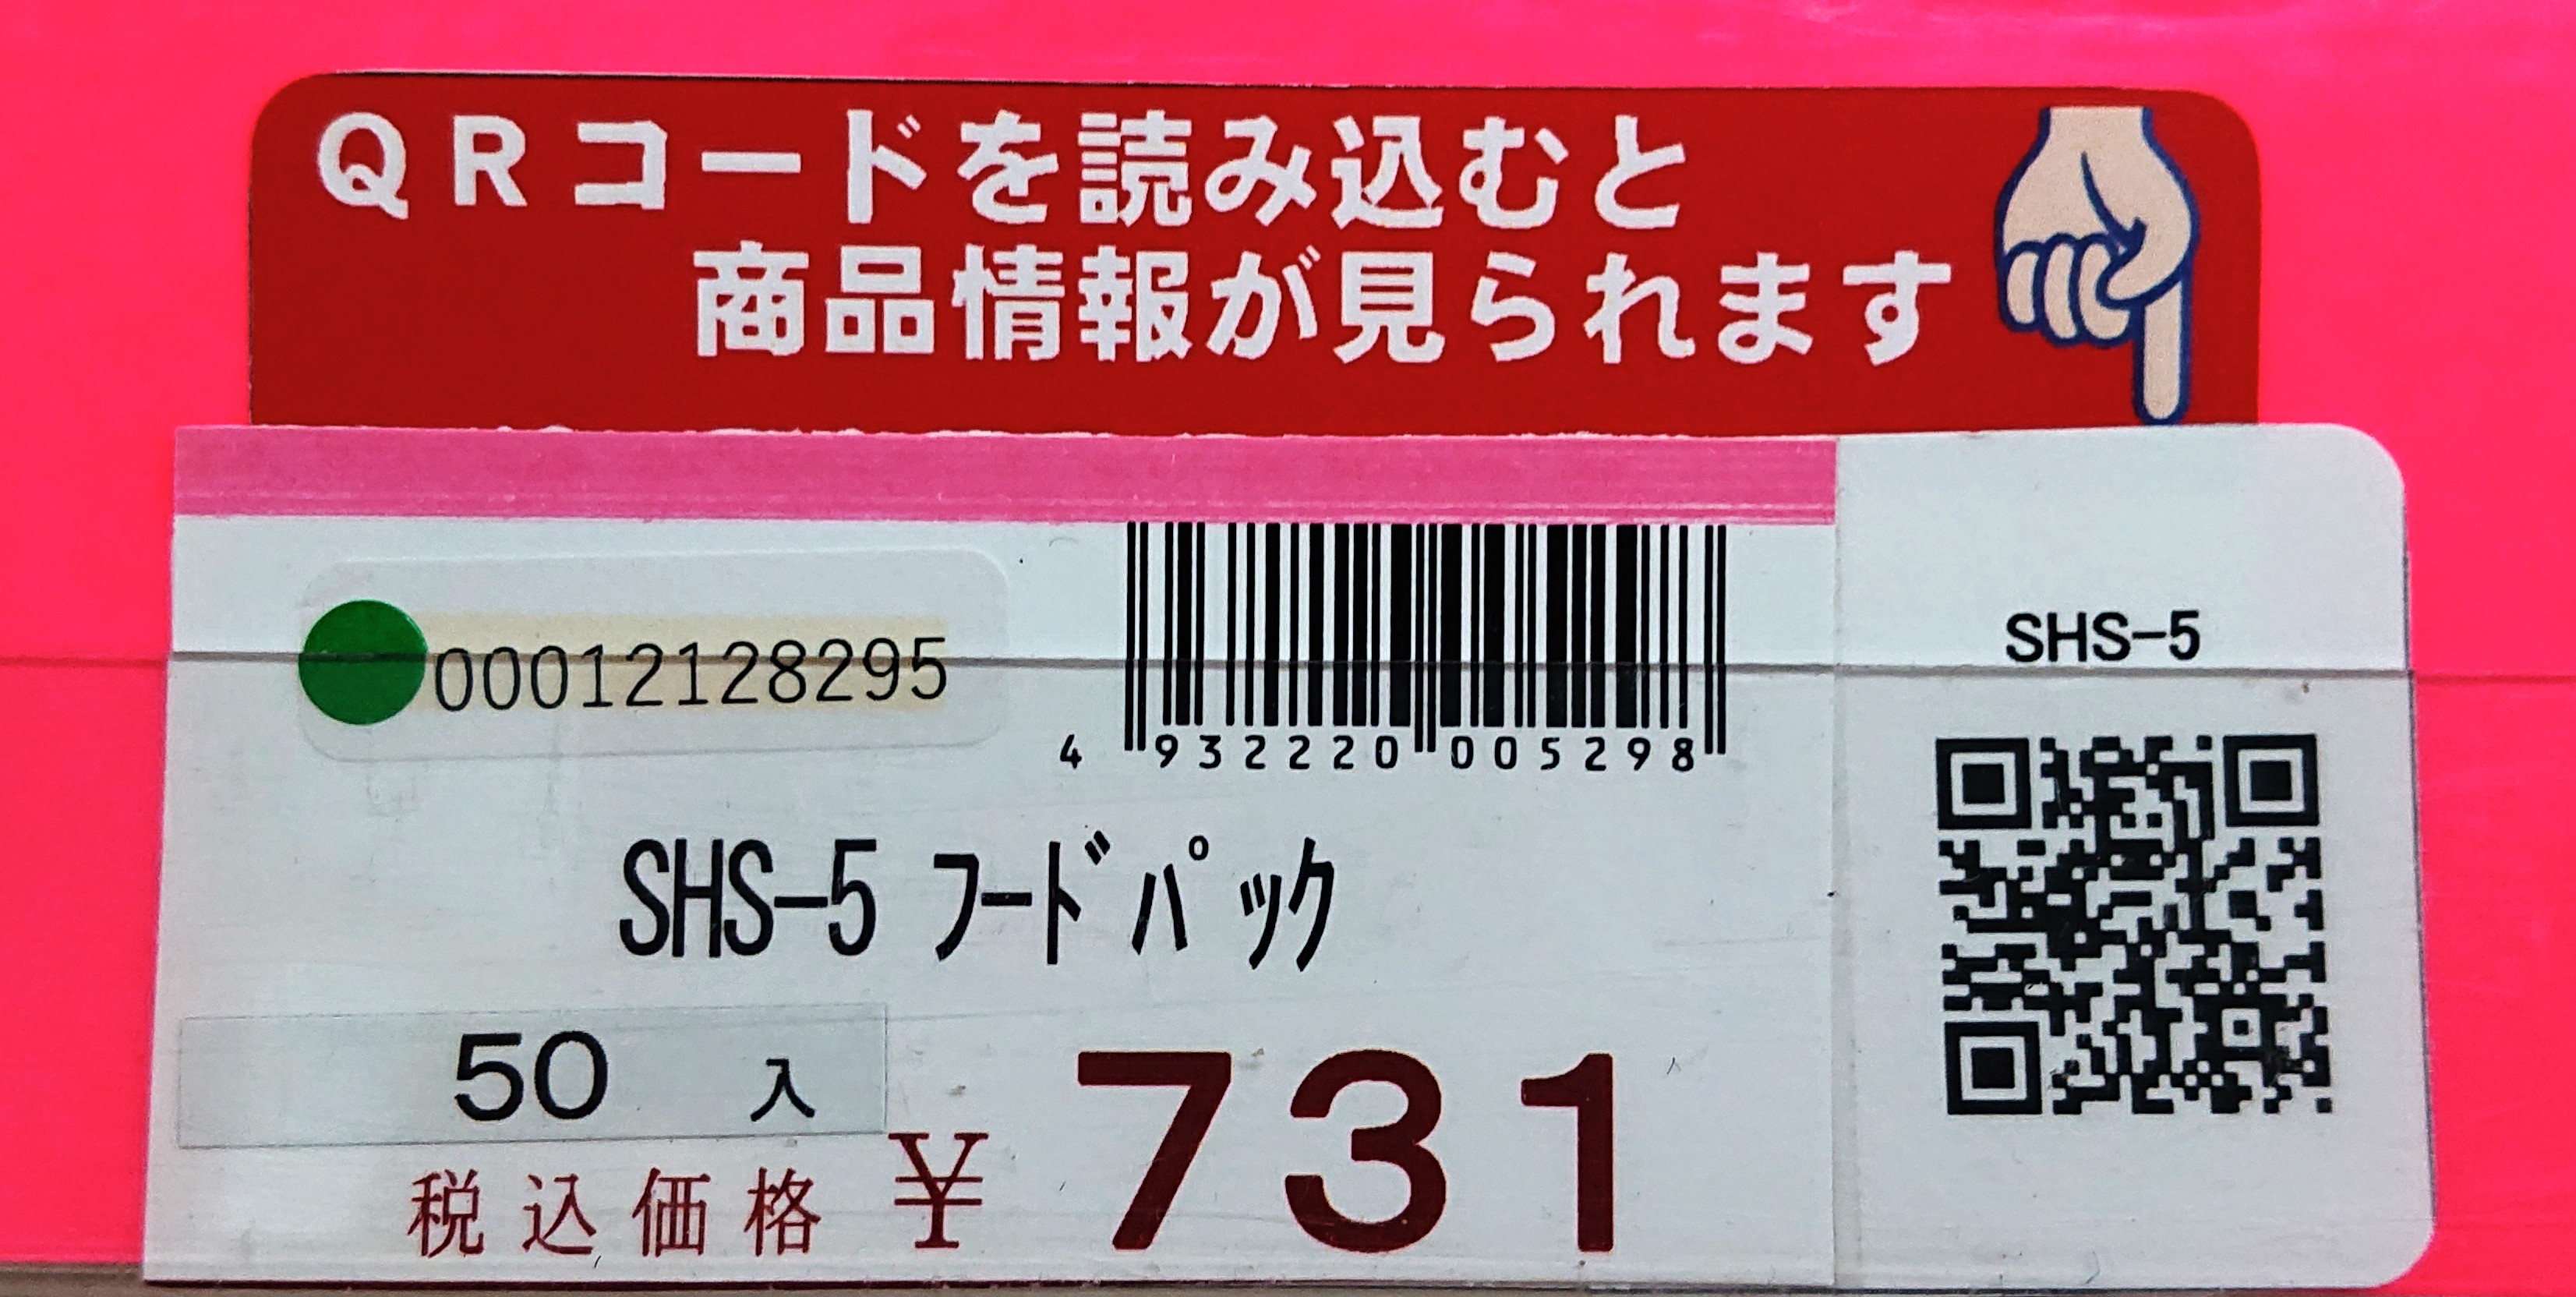 QRコードを読み込むと
商品情報が見られます
00012128295
4 932220 005298
SHS-5
SHS-5 ﾌｰﾄﾞﾊﾟｯｸ
50 入
税込価格 ¥ 731